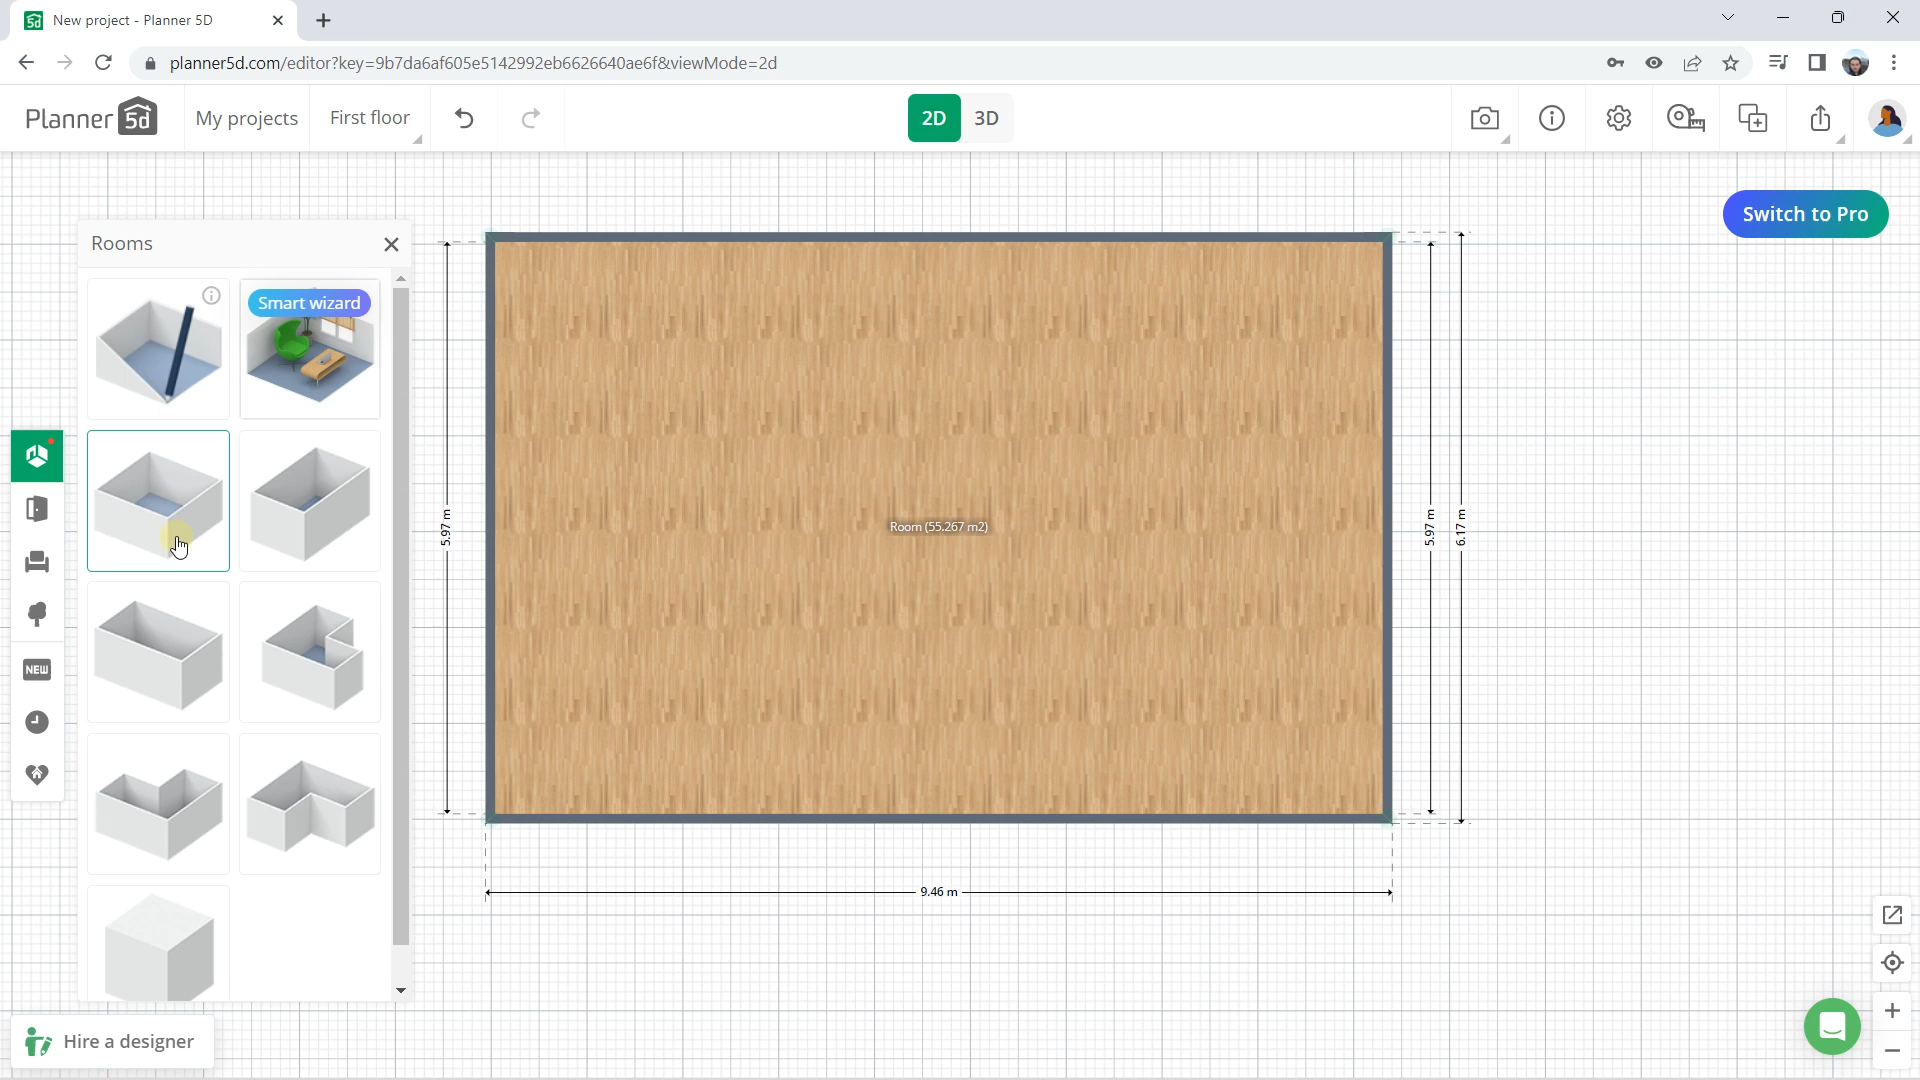 5d New project - Planner 5D
planner5d.com/editor?key=9b7da6af605e5142992eb6626640ae6f&viewMode=2d
Planner 5d My projects First floor 2D 3D
Switch to Pro
Rooms
Smart wizard
5.97 m
Room (55.267 m2)
5.97 m
6.17 m
NEW
9.46 m
Hire a designer